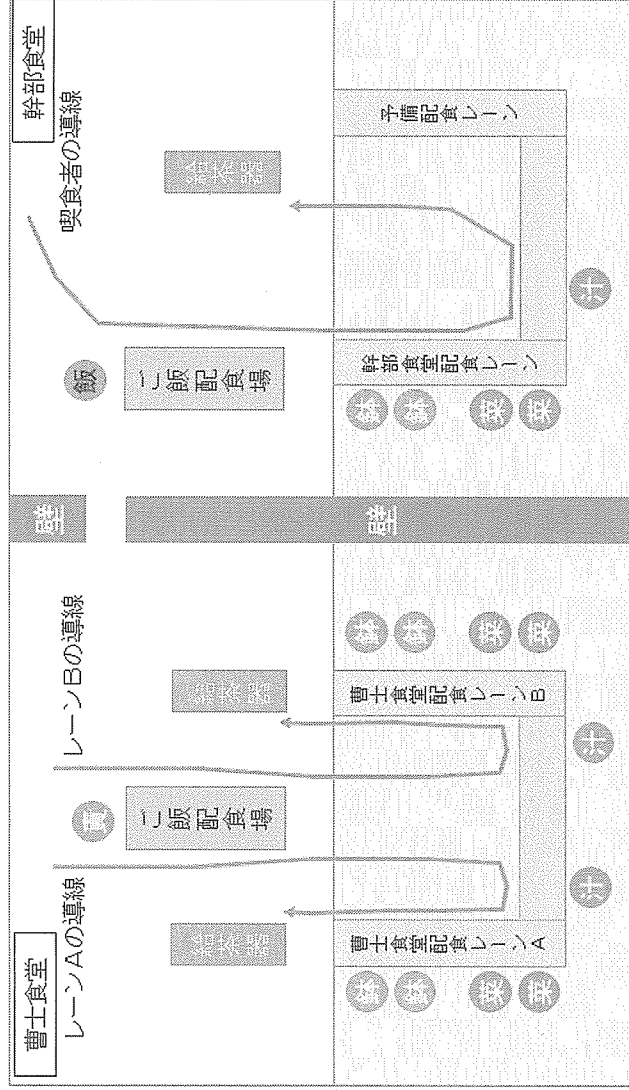 曹士食堂
レーンAの導線
レーンBの導線
給茶器
ご飯配食場
給茶器
曹士食堂配食レーンA
曹士食堂配食レーンB
鉢
鉢
菜
菜
鉢
鉢
菜
菜
汁
汁
壁
壁
幹部食堂
喫食者の導線
飯
ご飯配食場
給茶器
幹部食堂配食レーン
予備配食レーン
鉢
鉢
菜
菜
汁